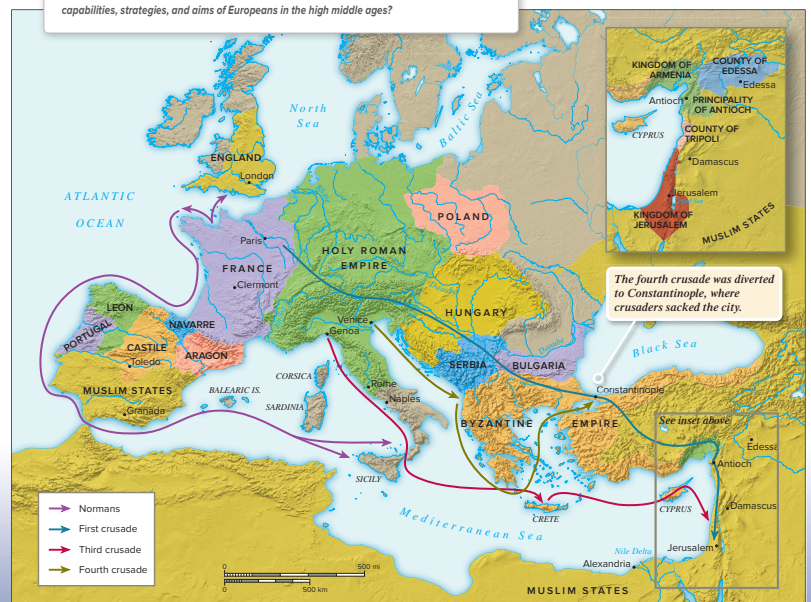 capabilities, strategies, and aims of Europeans in the high middle ages?
North
Sea
Baltic Sea
ATLANTIC
OCEAN
ENGLAND
London
Paris
FRANCE
Clermont
HOLY ROMAN
EMPIRE
POLAND
HUNGARY
Venice
Genoa
LEON
PORTUGAL
NAVARRE
CASTILE
Toledo
ARAGON
MUSLIM STATES
Granada
BALEARIC IS.
CORSICA
SARDINIA
Rome
Naples
SICILY
SERBIA
BULGARIA
Black Sea
Constantinople
BYZANTINE
EMPIRE
CRETE
CYPRUS
Mediterranean Sea
See inset above
Edessa
Antioch
Damascus
Jerusalem
Nile Delta
Alexandria
MUSLIM STATES
The fourth crusade was diverted
to Constantinople, where
crusaders sacked the city.
KINGDOM OF
ARMENIA
COUNTY OF
EDESSA
Edessa
Antioch
PRINCIPALITY
OF ANTIOCH
CYPRUS
COUNTY OF
TRIPOLI
Damascus
Jerusalem
KINGDOM OF
JERUSALEM
MUSLIM STATES
Normans
First crusade
Third crusade
Fourth crusade
0
500 mi
0
500 km